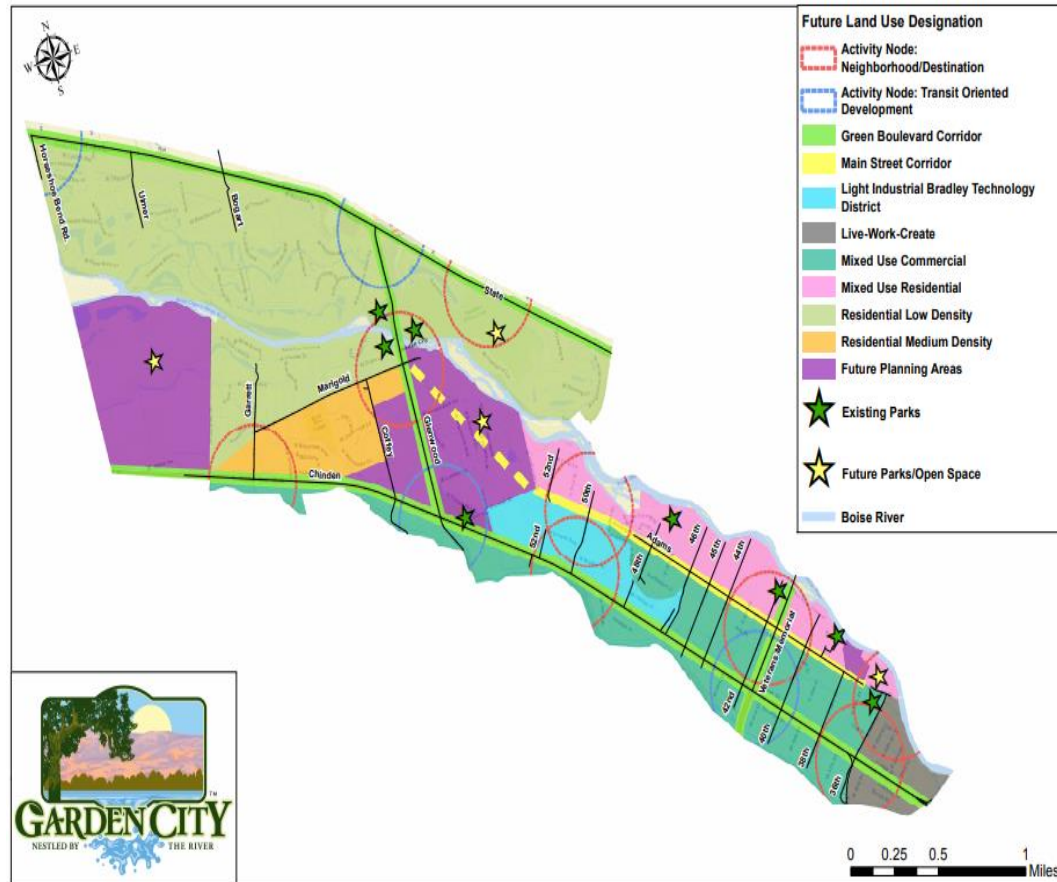 N
W
E
S
Future Land Use Designation
Activity Node:
Neighborhood/Destination
Activity Node: Transit Oriented
Development
Green Boulevard Corridor
Main Street Corridor
Light Industrial Bradley Technology
District
Live-Work-Create
Mixed Use Commercial
Mixed Use Residential
Residential Low Density
Residential Medium Density
Future Planning Areas
Existing Parks
Future Parks/Open Space
Boise River
Horseshoe Bend Rd.
Ulmer
Bogart
State
Garrett
Marigold
Coffey
Glenwood
Chinden
52nd
50th
52nd
48th
Adams
46th
45th
44th
Veterans Memorial
42nd
40th
38th
36th
GARDEN CITY
TM
NESTLED BY THE RIVER
0 0.25 0.5 1
Miles